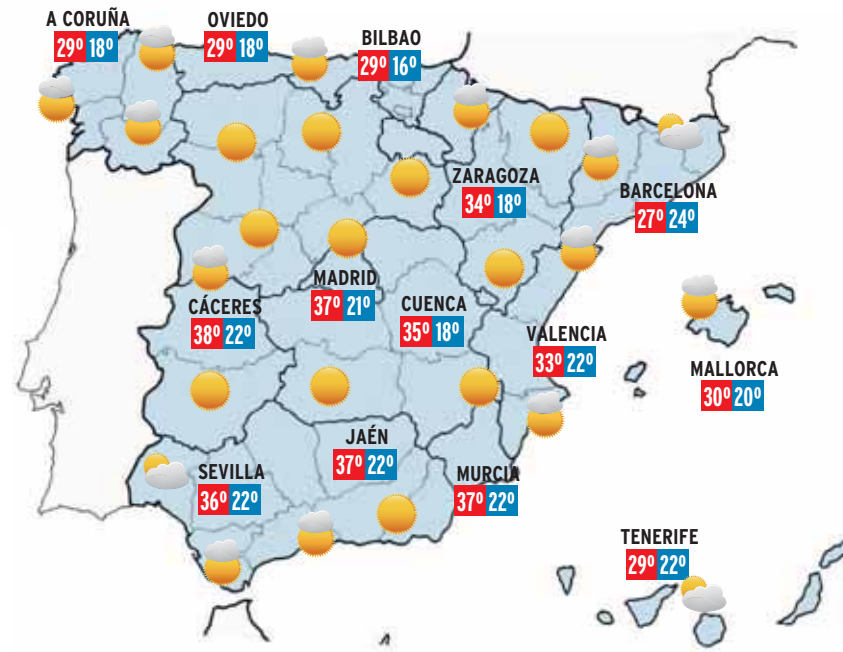 A CORUÑA
29º 18º
OVIEDO
29º 18º
BILBAO
29º 16º
ZARAGOZA
34º 18º
BARCELONA
27º 24º
MADRID
37º 21º
CÁCERES
38º 22º
CUENCA
35º 18º
VALENCIA
33º 22º
MALLORCA
30º 20º
JAÉN
37º 22º
SEVILLA
36º 22º
MURCIA
37º 22º
TENERIFE
29º 22º